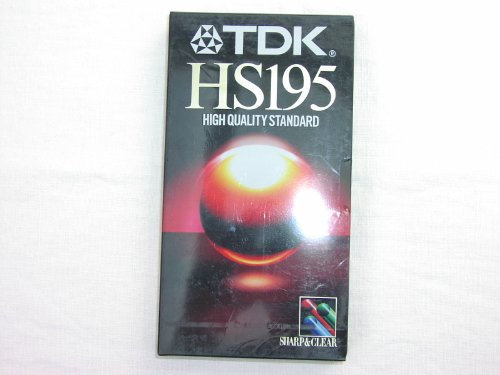 TDK®
HS195
HIGH QUALITY STANDARD
SHARP&CLEAR